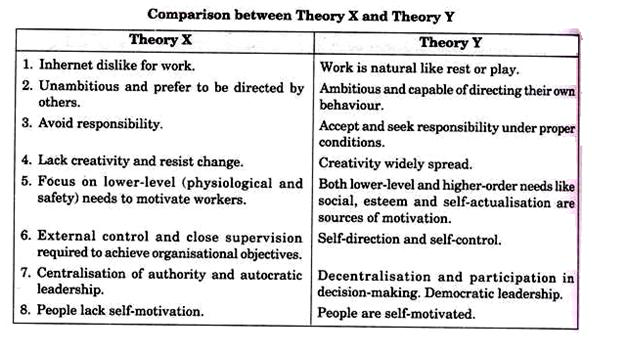 Comparison between Theory X and Theory Y
Theory X
Theory Y
1. Inhernet dislike for work.
Work is natural like rest or play.
2. Unambitious and prefer to be directed by
others.
Ambitious and capable of directing their own
behaviour.
3. Avoid responsibility.
Accept and seek responsibility under proper
conditions.
4. Lack creativity and resist change.
Creativity widely spread.
5. Focus on lower-level (physiological and
safety) needs to motivate workers.
Both lower-level and higher-order needs like
social, esteem and self-actualisation are
sources of motivation.
6. External control and close supervision
required to achieve organisational objectives.
Self-direction and self-control.
7. Centralisation of authority and autocratic
leadership.
Decentralisation and participation in
decision-making. Democratic leadership.
8. People lack self-motivation.
People are self-motivated.